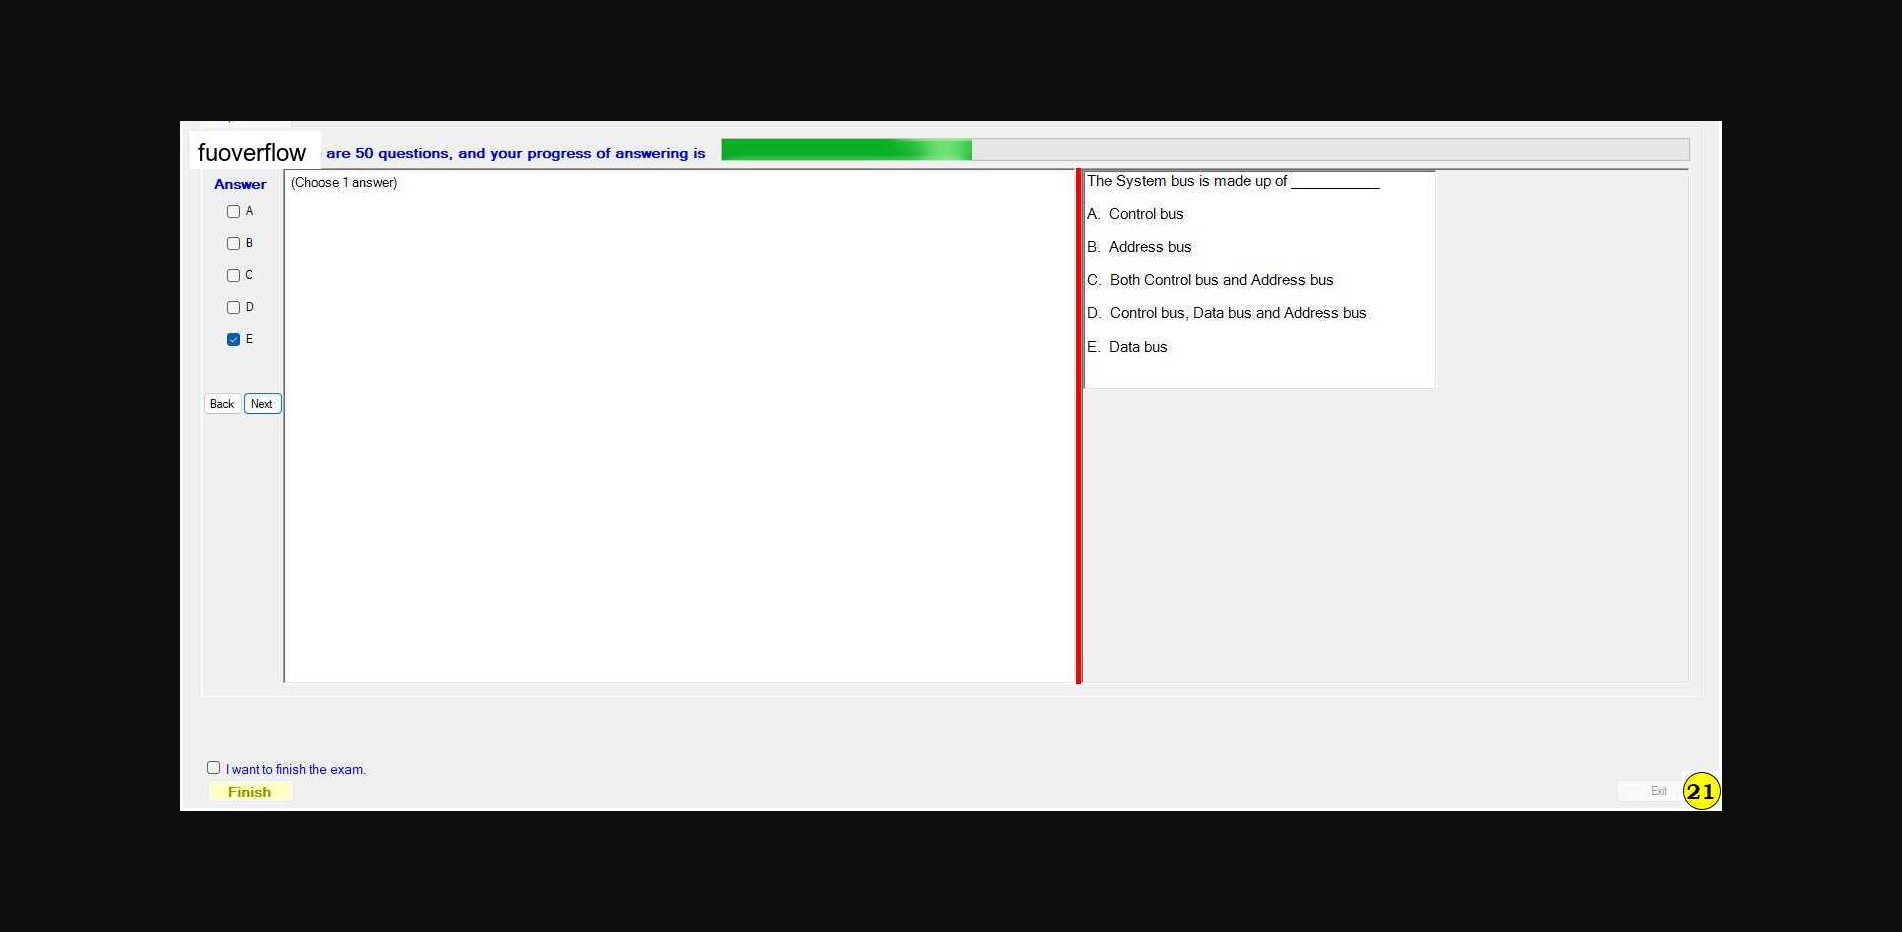 fuoverflow are 50 questions, and your progress of answering is
Answer
(Choose 1 answer)
A
B
C
D
E
Back Next
The System bus is made up of ___________
A. Control bus
B. Address bus
C. Both Control bus and Address bus
D. Control bus, Data bus and Address bus
E. Data bus
I want to finish the exam.
Finish
Exit
21